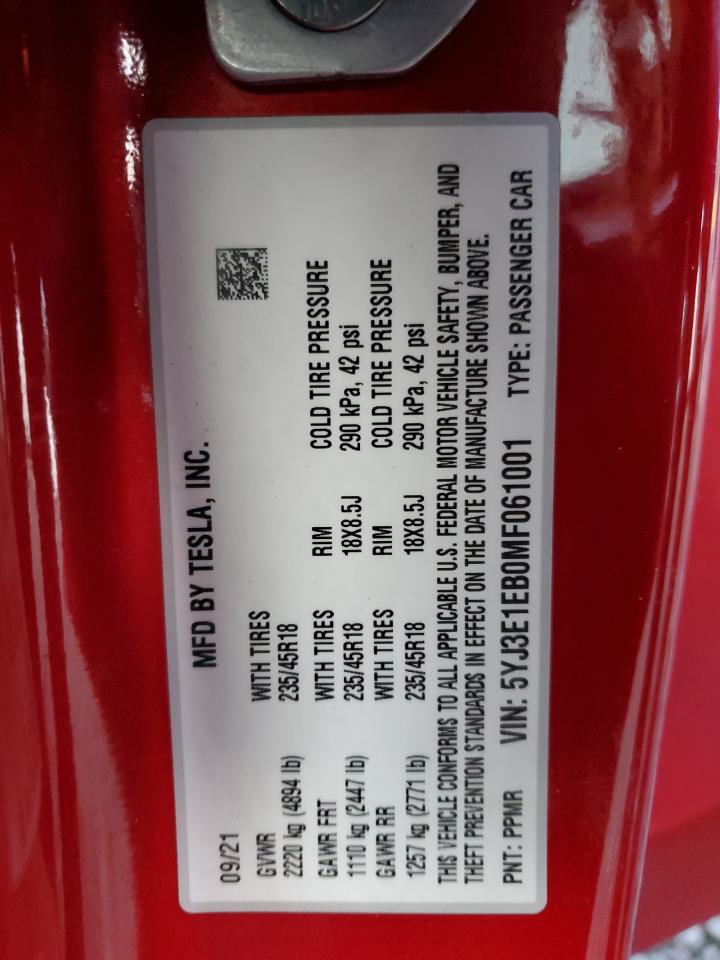 MFD BY TESLA, INC.
09/21
GVWR WITH TIRES
2220 kg (4894 lb) 235/45R18
GAWR FRT WITH TIRES RIM COLD TIRE PRESSURE
1110 kg (2447 lb) 235/45R18 18X8.5J 290 kPa, 42 psi
GAWR RR WITH TIRES RIM COLD TIRE PRESSURE
1257 kg (2771 lb) 235/45R18 18X8.5J 290 kPa, 42 psi
THIS VEHICLE CONFORMS TO ALL APPLICABLE U.S. FEDERAL MOTOR VEHICLE SAFETY, BUMPER, AND
THEFT PREVENTION STANDARDS IN EFFECT ON THE DATE OF MANUFACTURE SHOWN ABOVE.
PNT: PPMR VIN: 5YJ3E1EB0MF061001 TYPE: PASSENGER CAR